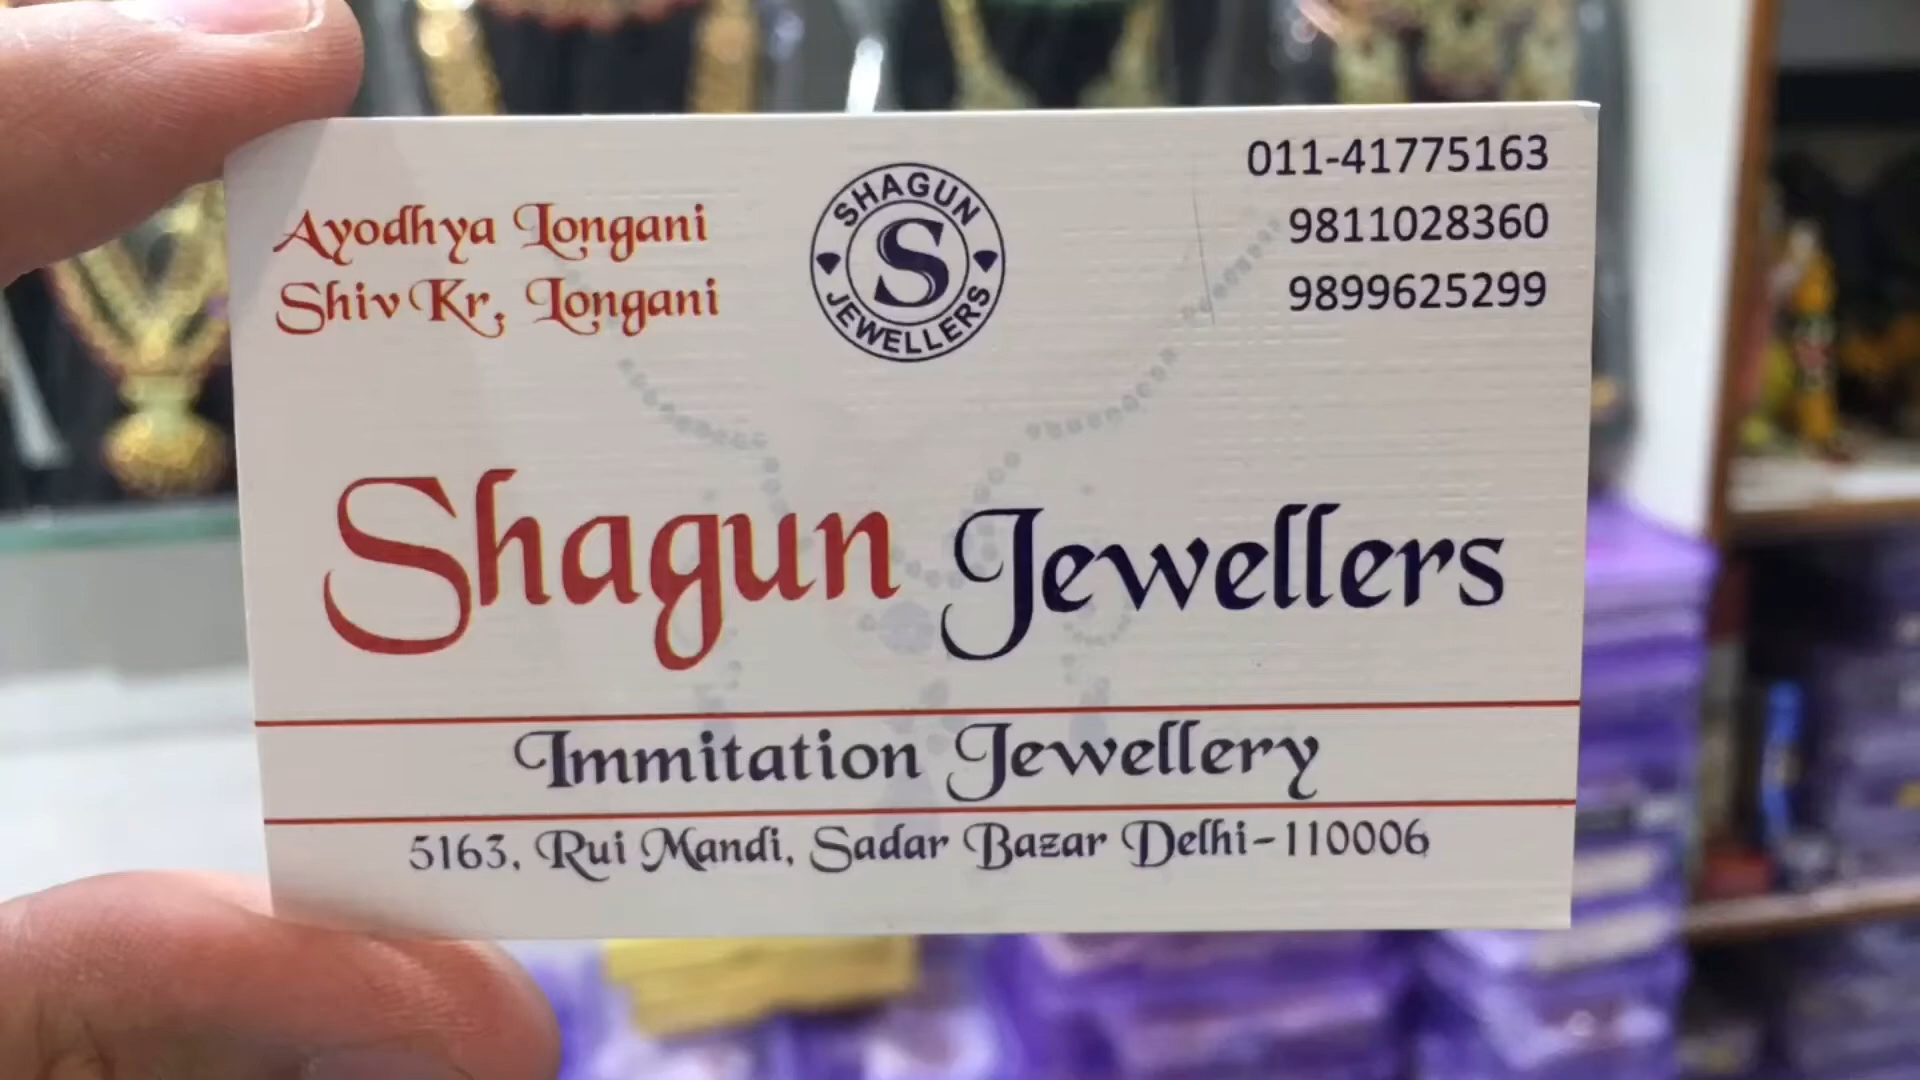 Ayodhya Longani
Shiv Kr. Longani
SHAGUN
S
JEWELLERS
011-41775163
9811028360
9899625299
Shagun Jewellers
Immitation Jewellery
5163, Rui Mandi, Sadar Bazar Delhi-110006